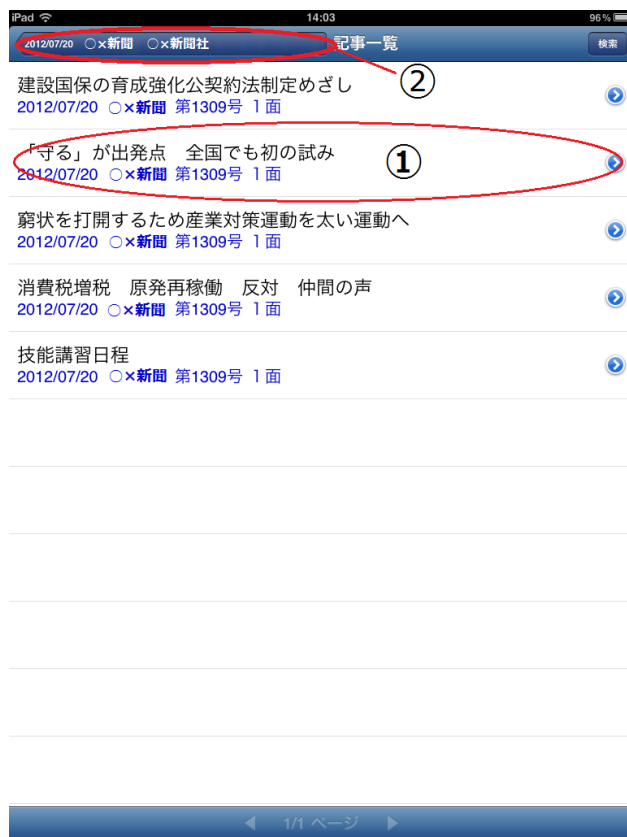 iPad 14:03 96%
2012/07/20 ○×新聞 ○×新聞社 記事一覧 検索
②
建設国保の育成強化公契約法制定めざし
2012/07/20 ○×新聞 第1309号 1面
「守る」が出発点 全国でも初の試み
①
2012/07/20 ○×新聞 第1309号 1面
窮状を打開するため産業対策運動を太い運動へ
2012/07/20 ○×新聞 第1309号 1面
消費税増税 原発再稼働 反対 仲間の声
2012/07/20 ○×新聞 第1309号 1面
技能講習日程
2012/07/20 ○×新聞 第1309号 1面
1/1 ページ